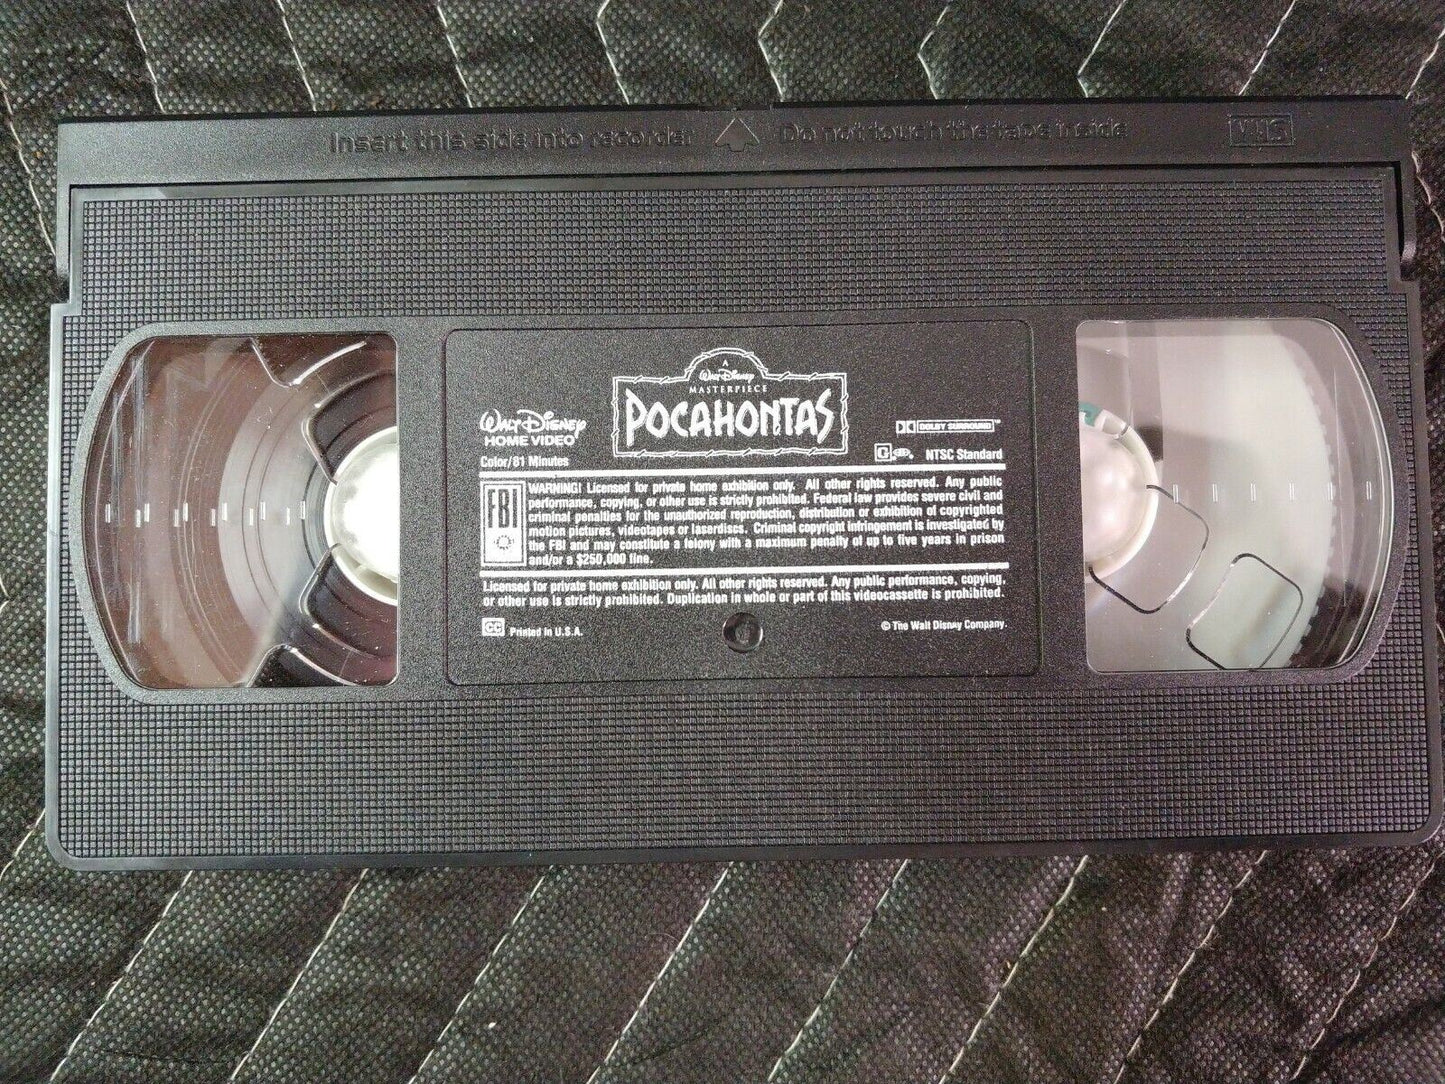 Insert this side into recorder
Do not touch the tape inside
VHS
A
Walt Disney
MASTERPIECE
POCAHONTAS
WALT DISNEY
HOME VIDEO
Color/81 Minutes
DOLBY SURROUND™
G
NTSC Standard
FBI
WARNING! Licensed for private home exhibition only. All other rights reserved. Any public
performance, copying, or other use is strictly prohibited. Federal law provides severe civil and
criminal penalties for the unauthorized reproduction, distribution or exhibition of copyrighted
motion pictures, videotapes or laserdiscs. Criminal copyright infringement is investigated by
the FBI and may constitute a felony with a maximum penalty of up to five years in prison
and/or a $250,000 fine.
Licensed for private home exhibition only. All other rights reserved. Any public performance, copying,
or other use is strictly prohibited. Duplication in whole or part of this videocassette is prohibited.
CC Printed in U.S.A.
© The Walt Disney Company.